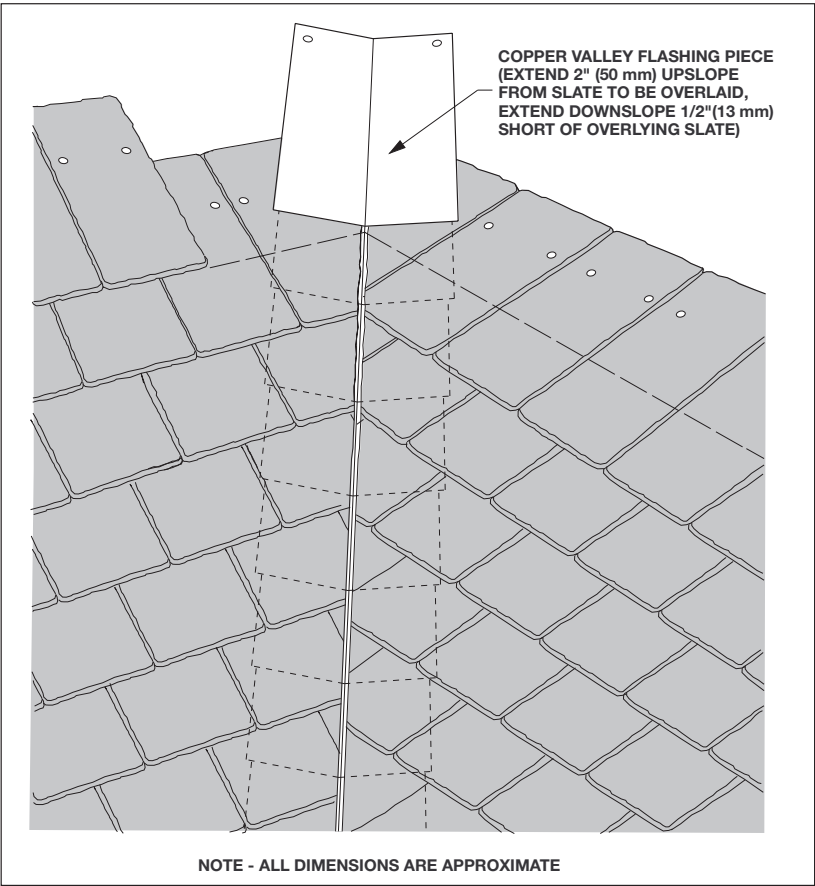 COPPER VALLEY FLASHING PIECE
(EXTEND 2" (50 mm) UPSLOPE
FROM SLATE TO BE OVERLAID,
EXTEND DOWNSLOPE 1/2"(13 mm)
SHORT OF OVERLYING SLATE)
NOTE - ALL DIMENSIONS ARE APPROXIMATE